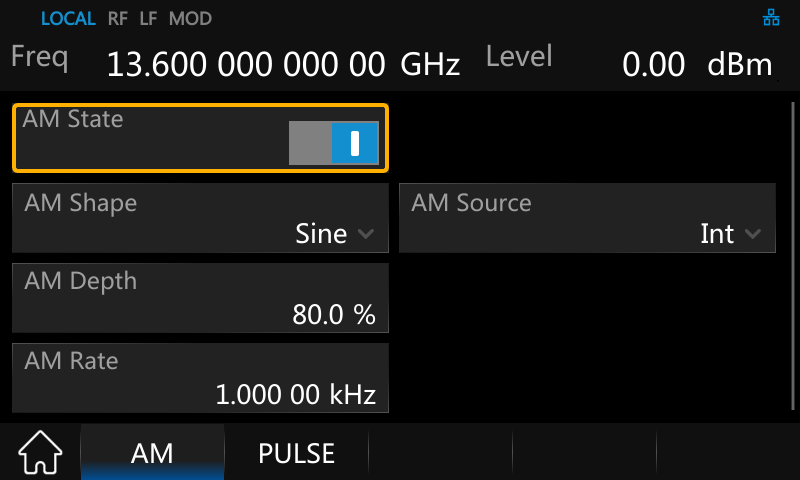 LOCAL RF LF MOD
Freq 13.600 000 000 00 GHz Level 0.00 dBm
AM State
AM Shape AM Source
Sine Int
AM Depth
80.0 %
AM Rate
1.000 00 kHz
AM PULSE